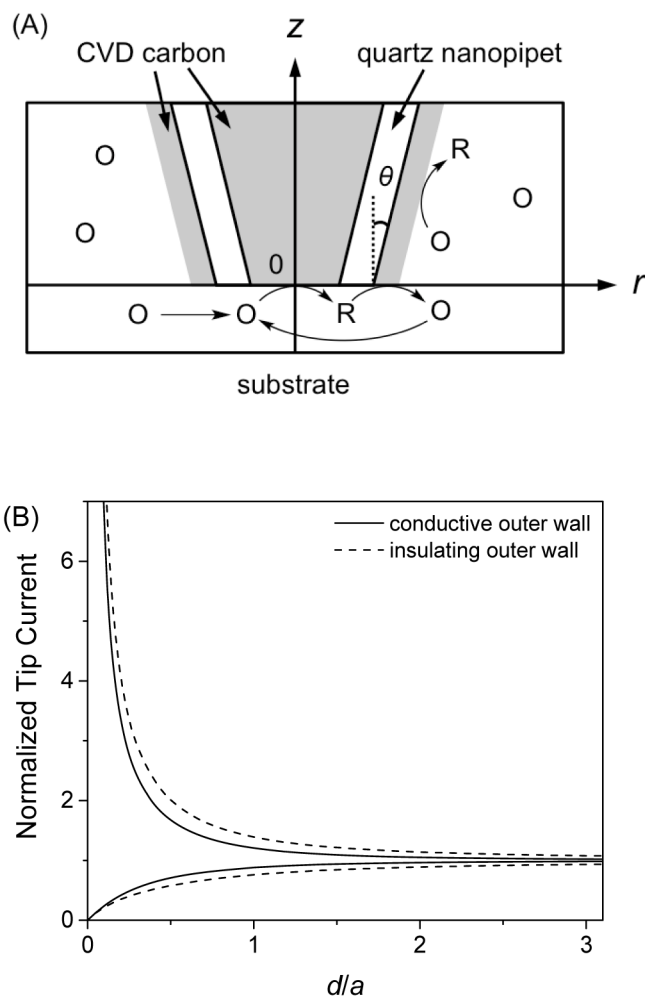 (A)
z
CVD carbon
quartz nanopipet
O
R
θ
O
O
O
0
r
O
O
R
O
substrate
(B)
conductive outer wall
insulating outer wall
6
4
2
0
Normalized Tip Current
0
1
2
3
d/a